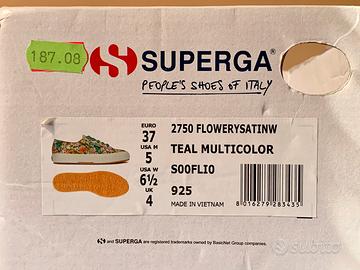 187.08
SUPERGA®
PEOPLE'S SHOES OF ITALY
EURO
37
USA M
5
USA W
6½
UK
4
2750 FLOWERYSATINW
TEAL MULTICOLOR
S00FLI0
925
MADE IN VIETNAM
8 016279 283435
S and SUPERGA are registered trademarks owned by BasicNet Group companies.
subito